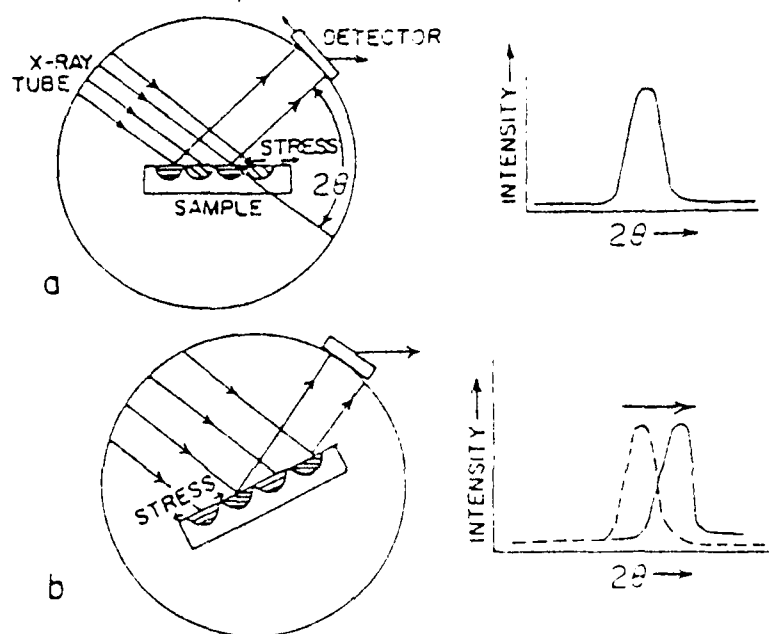 DETECTOR
X-RAY
TUBE
STRESS
2θ
SAMPLE
a
INTENSITY
2θ
STRESS
b
INTENSITY
2θ